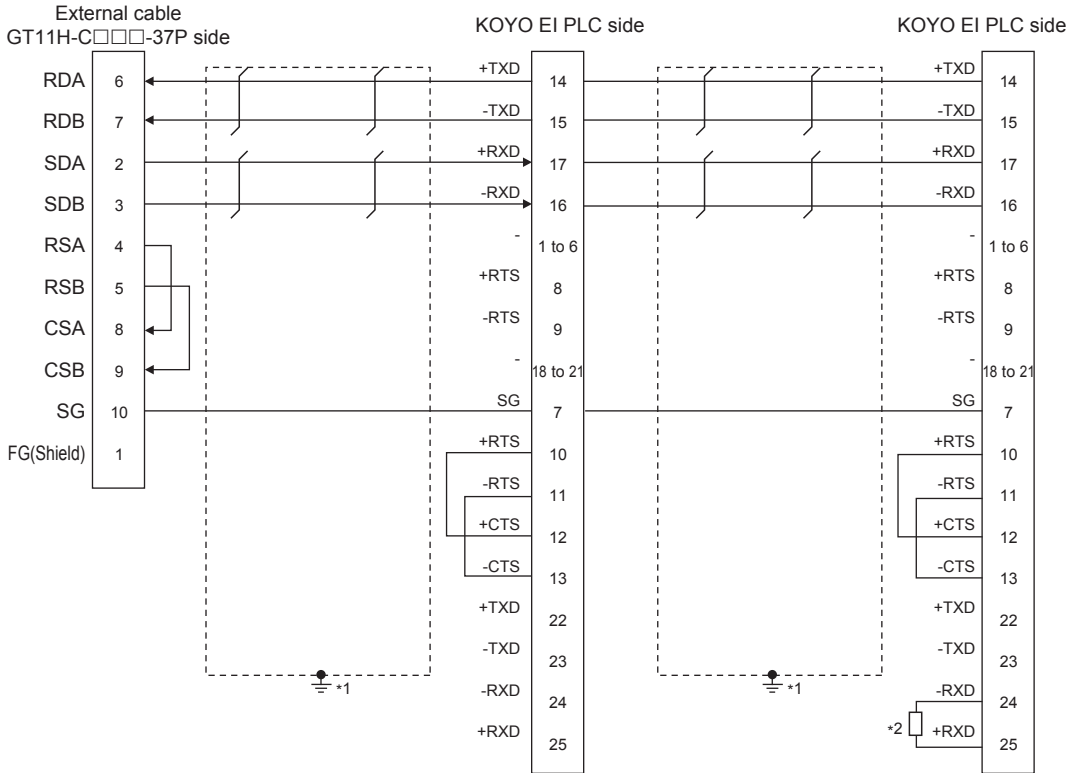 External cable
GT11H-C□□□-37P side
KOYO EI PLC side
KOYO EI PLC side
RDA 6 +TXD 14 +TXD 14
RDB 7 -TXD 15 -TXD 15
SDA 2 +RXD 17 +RXD 17
SDB 3 -RXD 16 -RXD 16
RSA 4 - 1 to 6 - 1 to 6
RSB 5 +RTS 8 +RTS 8
CSA 8 -RTS 9 -RTS 9
CSB 9 - 18 to 21 - 18 to 21
SG 10 SG 7 SG 7
FG(Shield) 1 +RTS 10 +RTS 10
-RTS 11 -RTS 11
+CTS 12 +CTS 12
-CTS 13 -CTS 13
+TXD 22 +TXD 22
-TXD 23 -TXD 23
*1 *1
-RXD 24 -RXD 24
*2
+RXD 25 +RXD 25